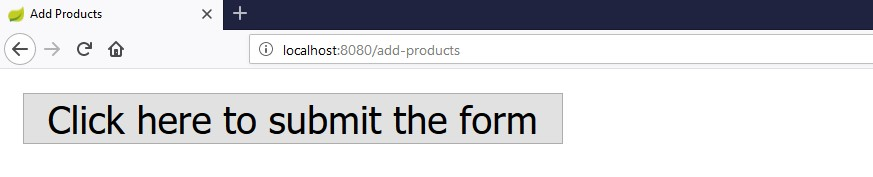 Add Products
localhost:8080/add-products
Click here to submit the form